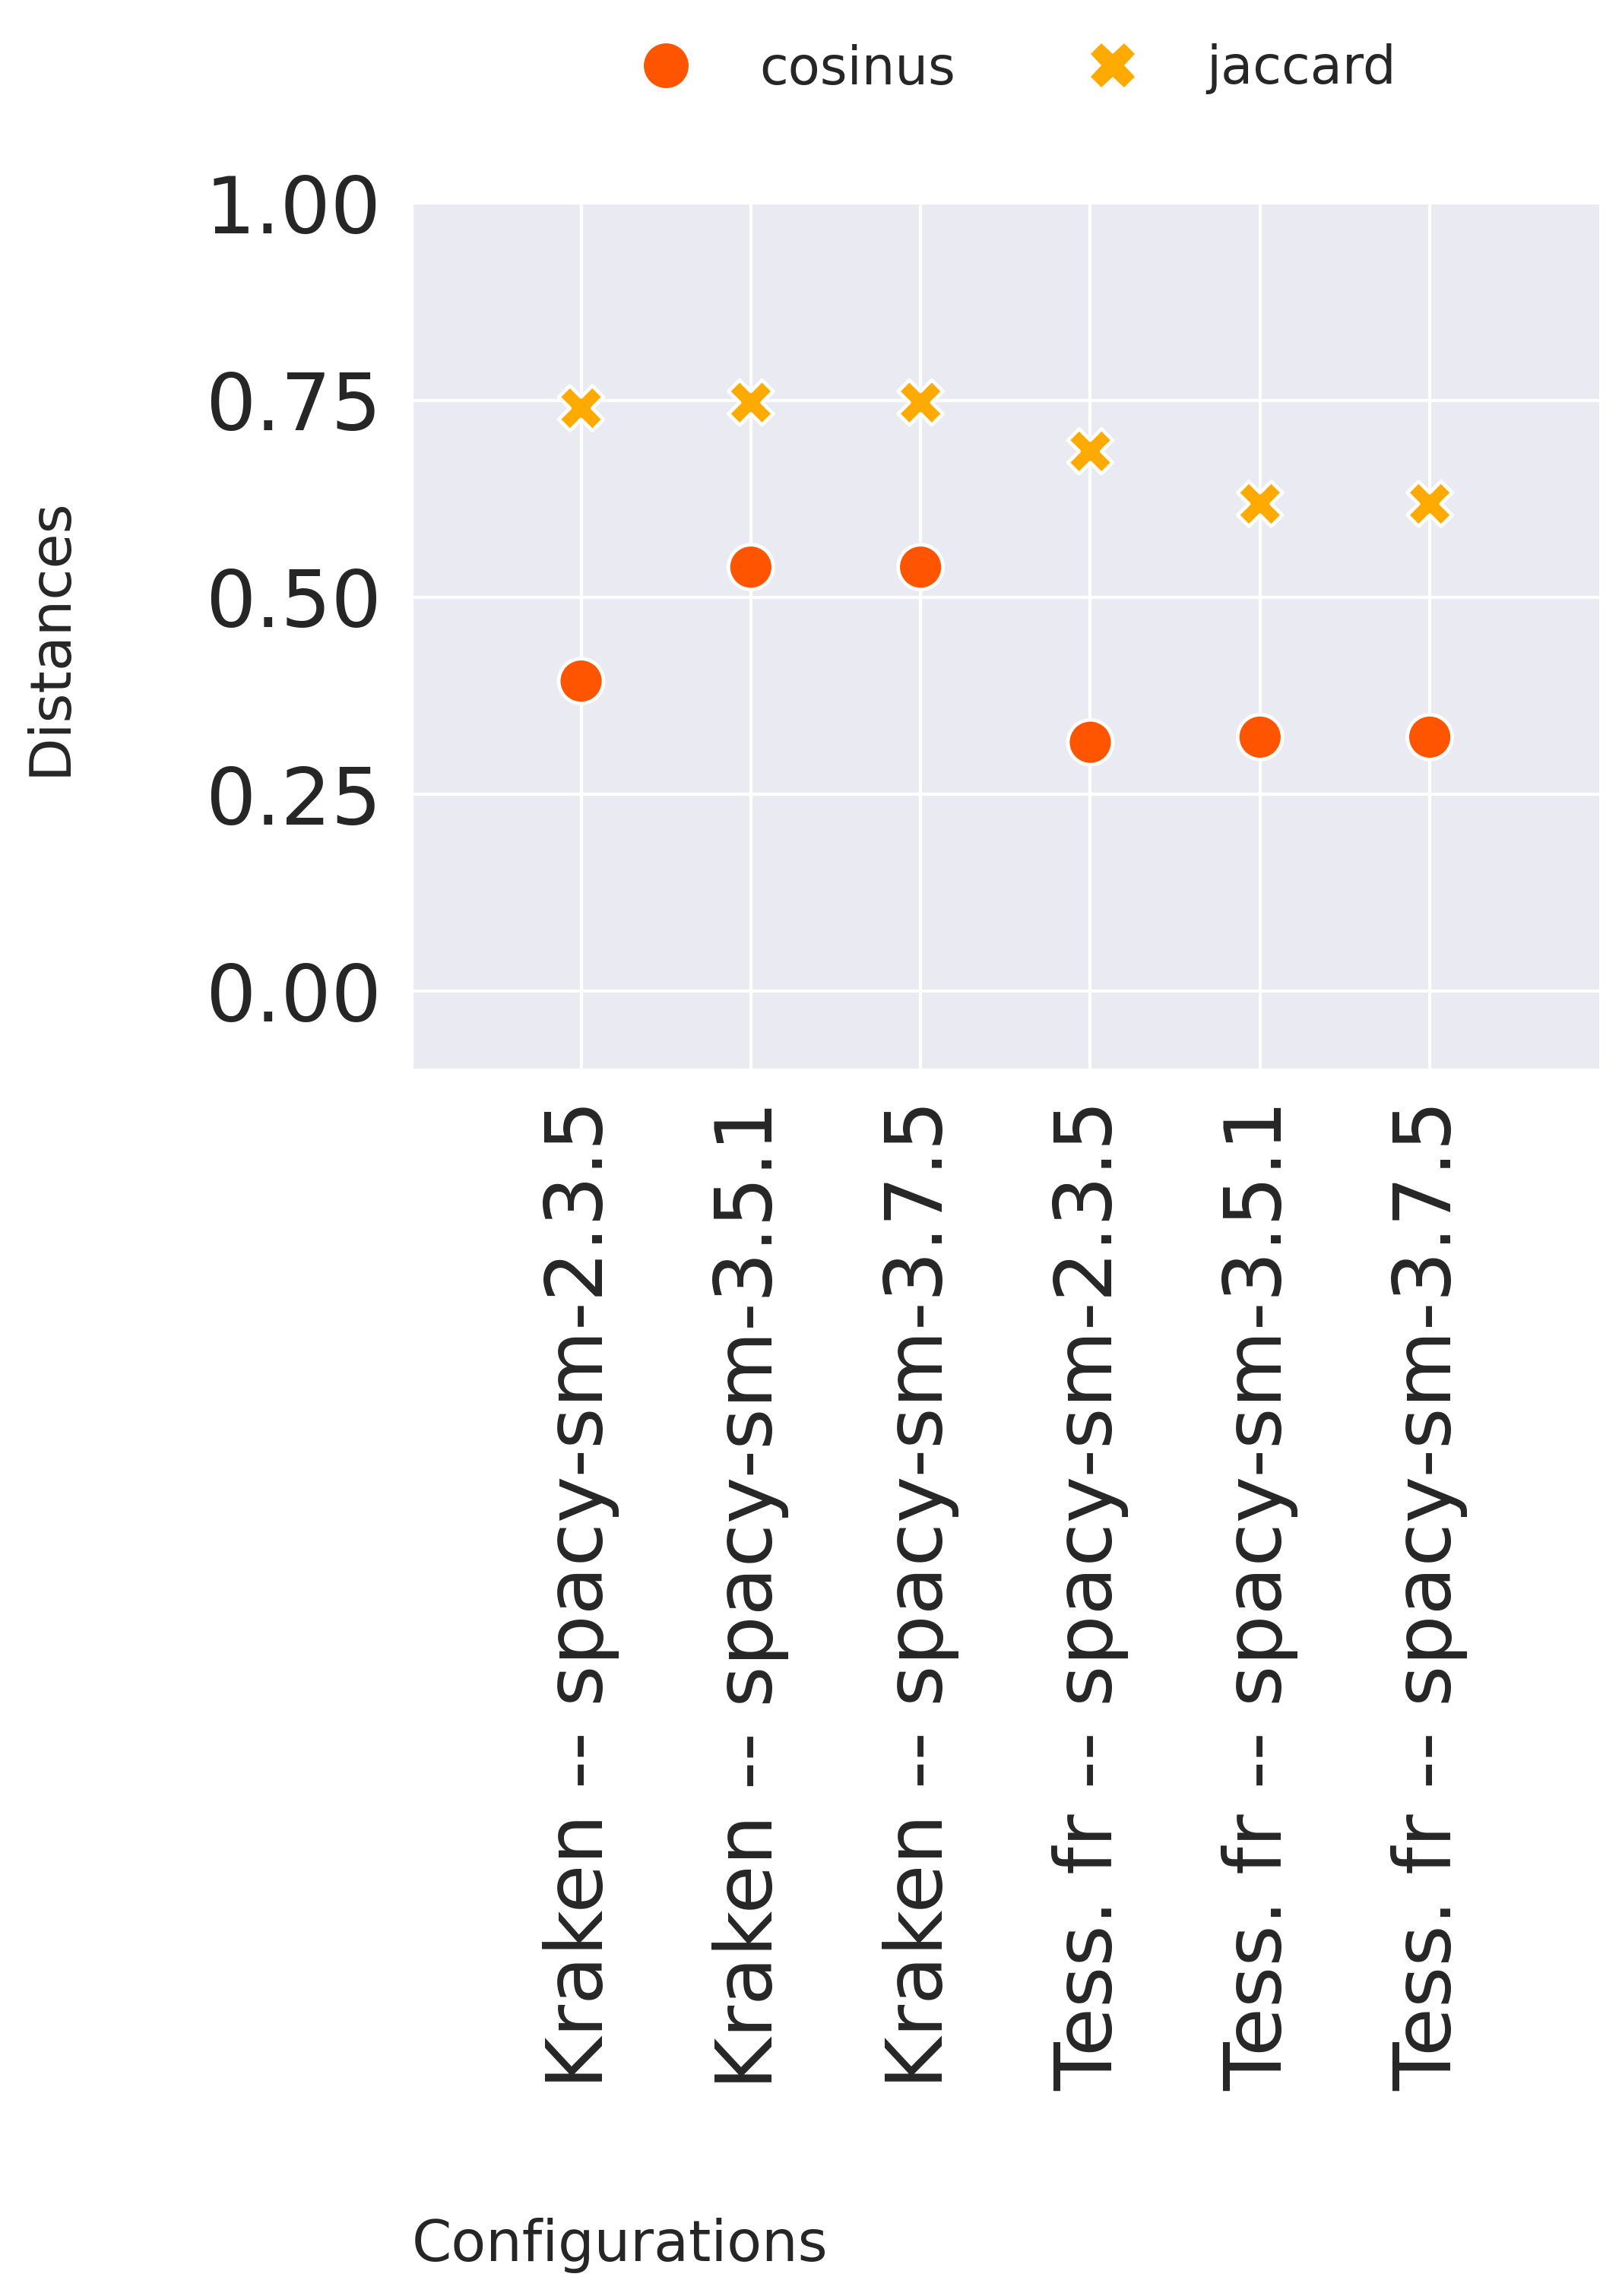 cosinus jaccard
1.00
0.75
0.50
0.25
0.00
Distances
Kraken -- spacy-sm-2.3.5
Kraken -- spacy-sm-3.5.1
Kraken -- spacy-sm-3.7.5
Tess. fr -- spacy-sm-2.3.5
Tess. fr -- spacy-sm-3.5.1
Tess. fr -- spacy-sm-3.7.5
Configurations